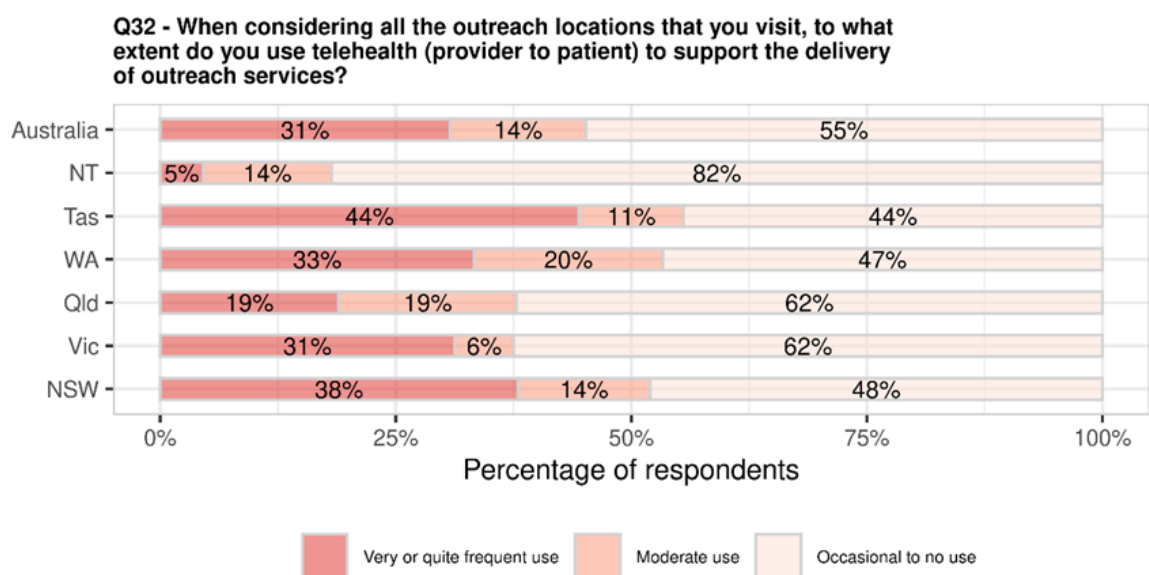 Q32 - When considering all the outreach locations that you visit, to what
extent do you use telehealth (provider to patient) to support the delivery
of outreach services?
Australia 31% 14% 55%
NT 5% 14% 82%
Tas 44% 11% 44%
WA 33% 20% 47%
Qld 19% 19% 62%
Vic 31% 6% 62%
NSW 38% 14% 48%
0% 25% 50% 75% 100%
Percentage of respondents
Very or quite frequent use Moderate use Occasional to no use